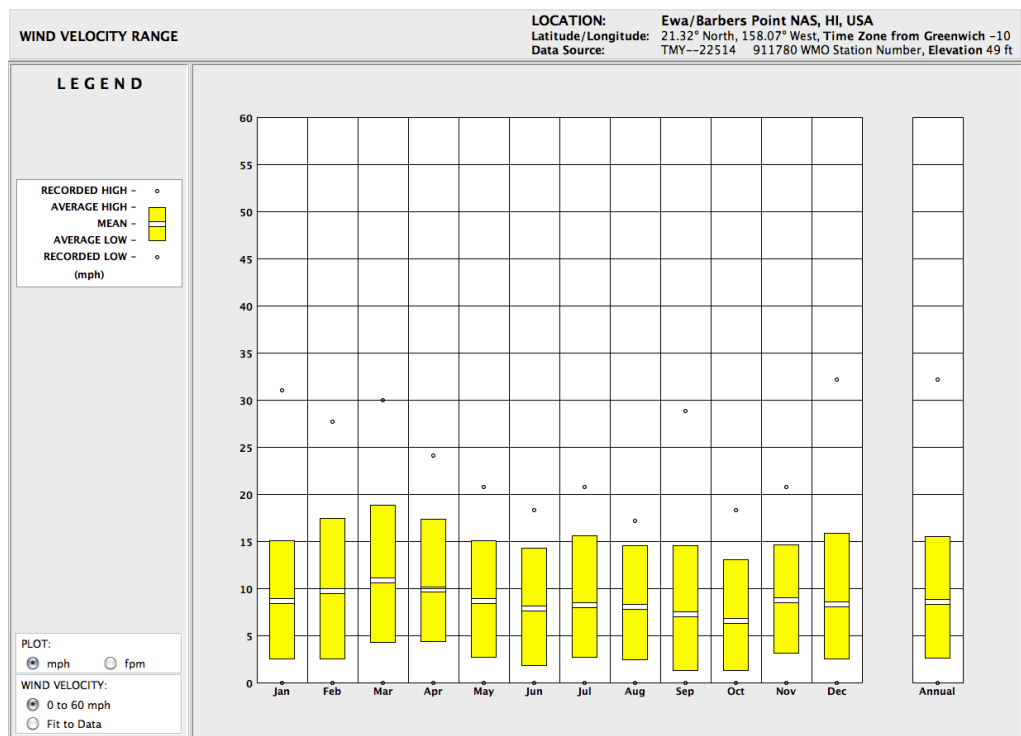 WIND VELOCITY RANGE
LOCATION: Ewa/Barbers Point NAS, HI, USA
Latitude/Longitude: 21.32° North, 158.07° West, Time Zone from Greenwich -10
Data Source: TMY--22514 911780 WMO Station Number, Elevation 49 ft
LEGEND
RECORDED HIGH -
AVERAGE HIGH -
MEAN -
AVERAGE LOW -
RECORDED LOW -
(mph)
60
55
50
45
40
35
30
25
20
15
10
5
0
Jan Feb Mar Apr May Jun Jul Aug Sep Oct Nov Dec Annual
PLOT:
mph fpm
WIND VELOCITY:
0 to 60 mph
Fit to Data